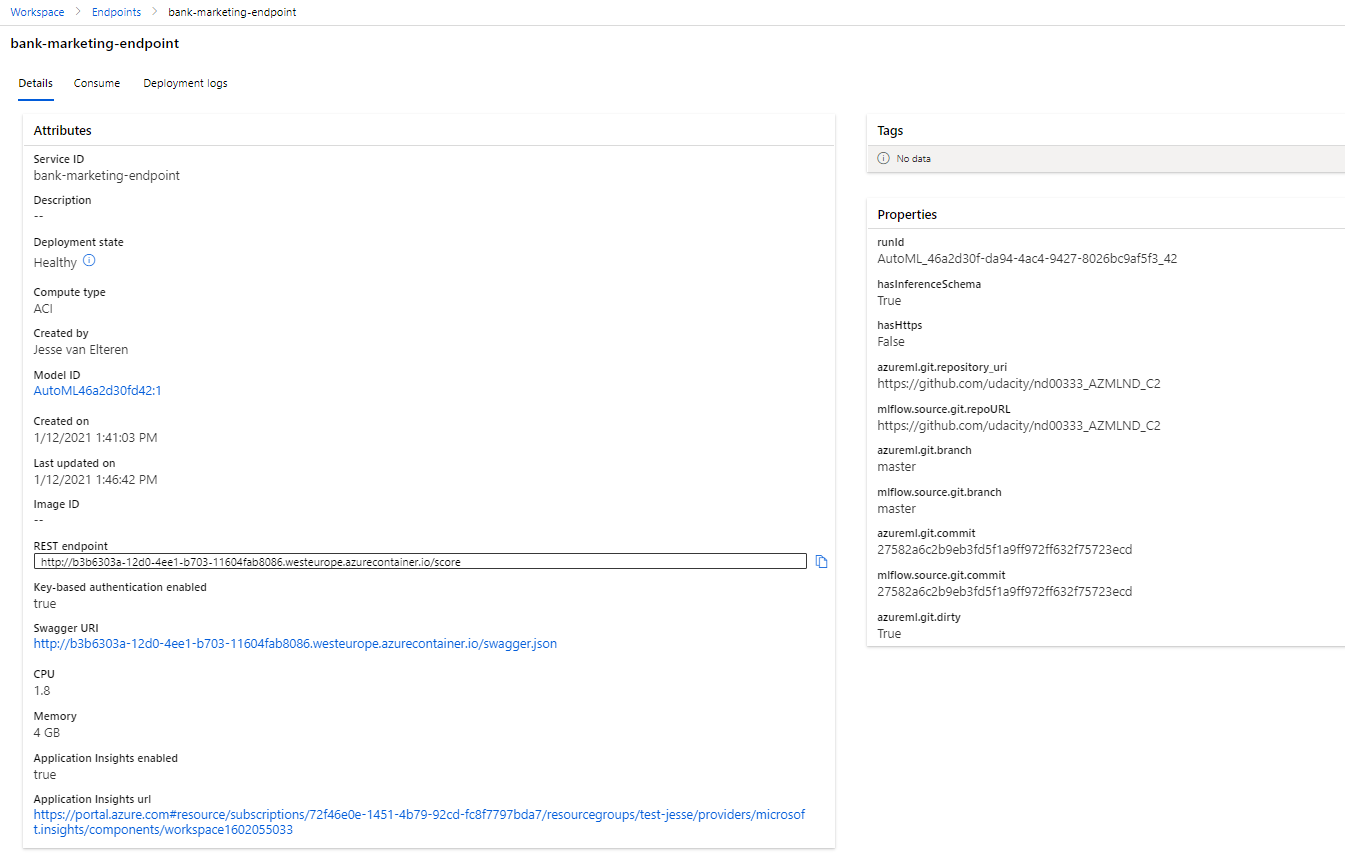 Workspace > Endpoints > bank-marketing-endpoint
bank-marketing-endpoint
Details Consume Deployment logs
Attributes
Service ID
bank-marketing-endpoint
Description
--
Deployment state
Healthy
Compute type
ACI
Created by
Jesse van Elteren
Model ID
AutoML46a2d30fd42:1
Created on
1/12/2021 1:41:03 PM
Last updated on
1/12/2021 1:46:42 PM
Image ID
--
REST endpoint
http://b3b6303a-12d0-4ee1-b703-11604fab8086.westeurope.azurecontainer.io/score
Key-based authentication enabled
true
Swagger URI
http://b3b6303a-12d0-4ee1-b703-11604fab8086.westeurope.azurecontainer.io/swagger.json
CPU
1.8
Memory
4 GB
Application Insights enabled
true
Application Insights url
https://portal.azure.com#resource/subscriptions/72f46e0e-1451-4b79-92cd-fc8f7797bda7/resourcegroups/test-jesse/providers/microsof
t.insights/components/workspace1602055033
Tags
No data
Properties
runId
AutoML_46a2d30f-da94-4ac4-9427-8026bc9af5f3_42
hasInferenceSchema
True
hasHttps
False
azureml.git.repository_uri
https://github.com/udacity/nd00333_AZMLND_C2
mlflow.source.git.repoURL
https://github.com/udacity/nd00333_AZMLND_C2
azureml.git.branch
master
mlflow.source.git.branch
master
azureml.git.commit
27582a6c2b9eb3fd5f1a9ff972ff632f75723ecd
mlflow.source.git.commit
27582a6c2b9eb3fd5f1a9ff972ff632f75723ecd
azureml.git.dirty
True